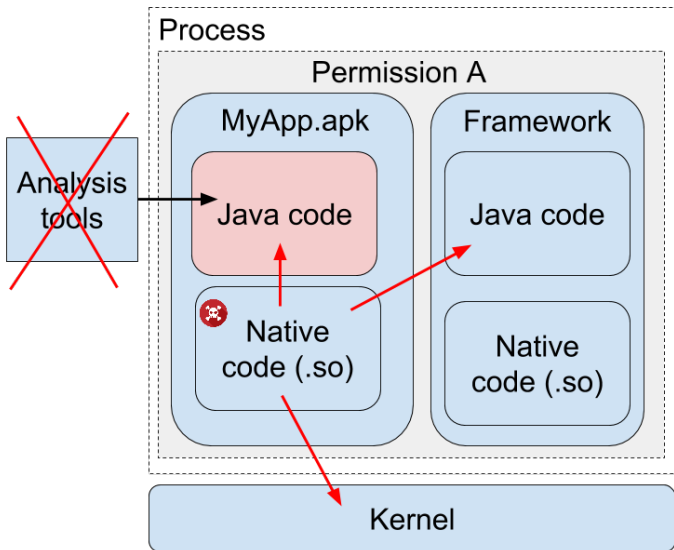 Process
Permission A
MyApp.apk
Framework
Analysis
tools
Java code
Java code
Native
code (.so)
Native
code (.so)
Kernel